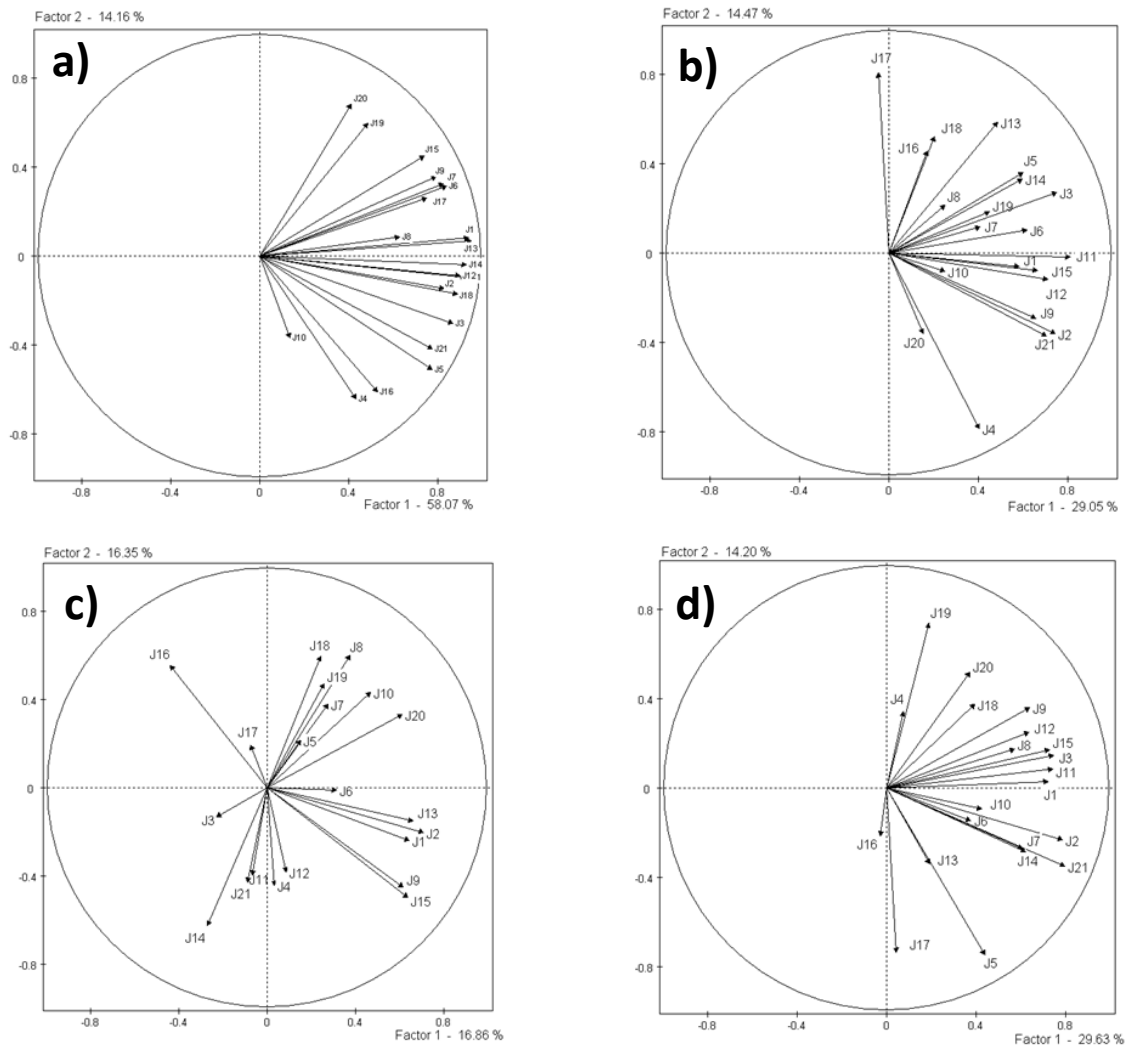 Factor 2 - 14.16 %
a)
0.8
J20
J19
J15
0.4
J9
J7
J6
J17
J8
J1
J13
0
J14
J12
1
J2
J18
J3
J10
-0.4
J21
J5
J16
J4
-0.8
-0.8 -0.4 0 0.4 0.8
Factor 1 - 58.07 %
Factor 2 - 14.47 %
b)
J17
0.8
J18
J13
J16
0.4
J5
J14
J3
J8
J19
J7
J6
0
J1
J11
J10
J15
J12
J9
J20
J2
J21
-0.4
J4
-0.8
-0.8 -0.4 0 0.4 0.8
Factor 1 - 29.05 %
Factor 2 - 16.35 %
c)
0.8
J16
J18
J8
J19
J10
0.4
J7
J20
J17
J5
0
J6
J3
J13
J2
J1
J12
J11
J4
J9
-0.4
J21
J15
J14
-0.8
-0.8 -0.4 0 0.4 0.8
Factor 1 - 16.86 %
Factor 2 - 14.20 %
d)
0.8
J19
J20
J4
0.4
J18
J9
J12
J8
J15
J3
J11
0
J1
J10
J6
J16
J7
J2
J13
J14
J21
-0.4
J17
J5
-0.8
-0.8 -0.4 0 0.4 0.8
Factor 1 - 29.63 %